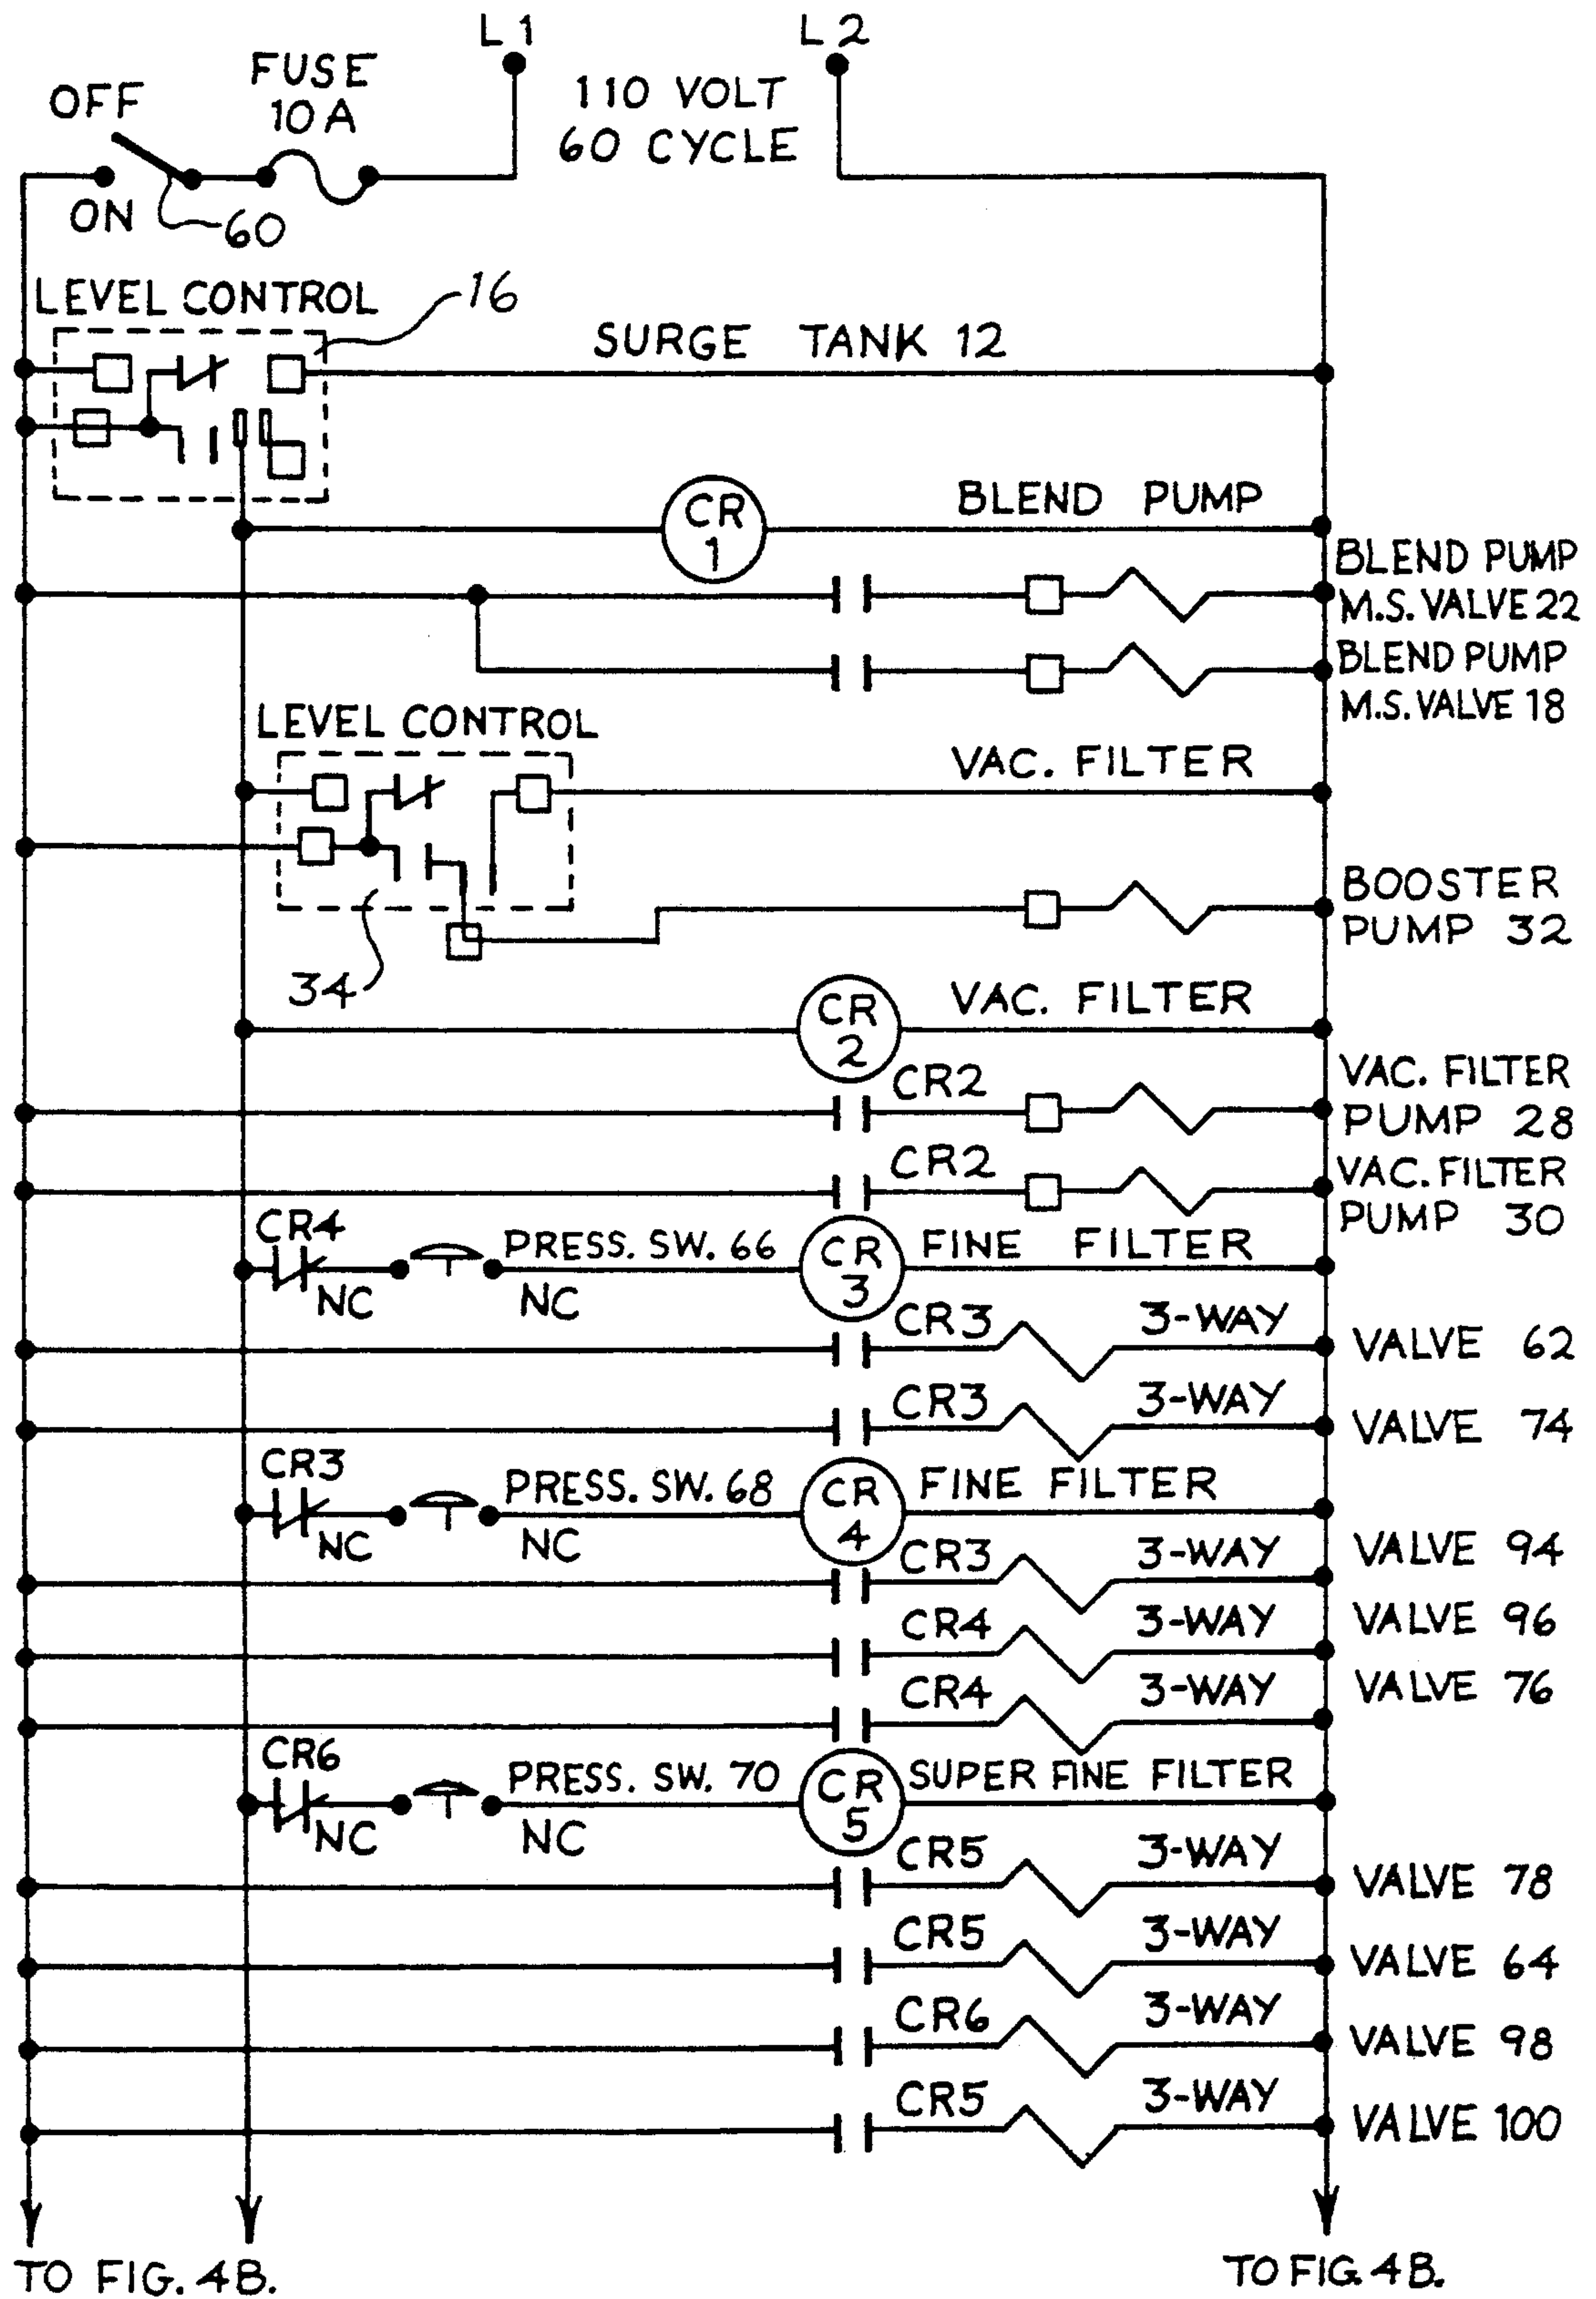 L1
L2
FUSE
10A
110 VOLT
60 CYCLE
OFF
ON
60
LEVEL CONTROL
16
SURGE TANK 12
CR
1
BLEND PUMP
BLEND PUMP
M.S. VALVE 22
BLEND PUMP
M.S. VALVE 18
LEVEL CONTROL
VAC. FILTER
BOOSTER
PUMP 32
34
CR
2
VAC. FILTER
CR2
VAC. FILTER
PUMP 28
CR2
VAC. FILTER
PUMP 30
CR4
NC
PRESS. SW. 66
NC
CR
3
FINE FILTER
CR3
3-WAY
VALVE 62
CR3
3-WAY
VALVE 74
CR3
NC
PRESS. SW. 68
NC
CR
4
FINE FILTER
CR3
3-WAY
VALVE 94
CR4
3-WAY
VALVE 96
CR4
3-WAY
VALVE 76
CR6
NC
PRESS. SW. 70
NC
CR
5
SUPER FINE FILTER
CR5
3-WAY
VALVE 78
CR5
3-WAY
VALVE 64
CR6
3-WAY
VALVE 98
CR5
3-WAY
VALVE 100
TO FIG. 4B.
TO FIG. 4B.